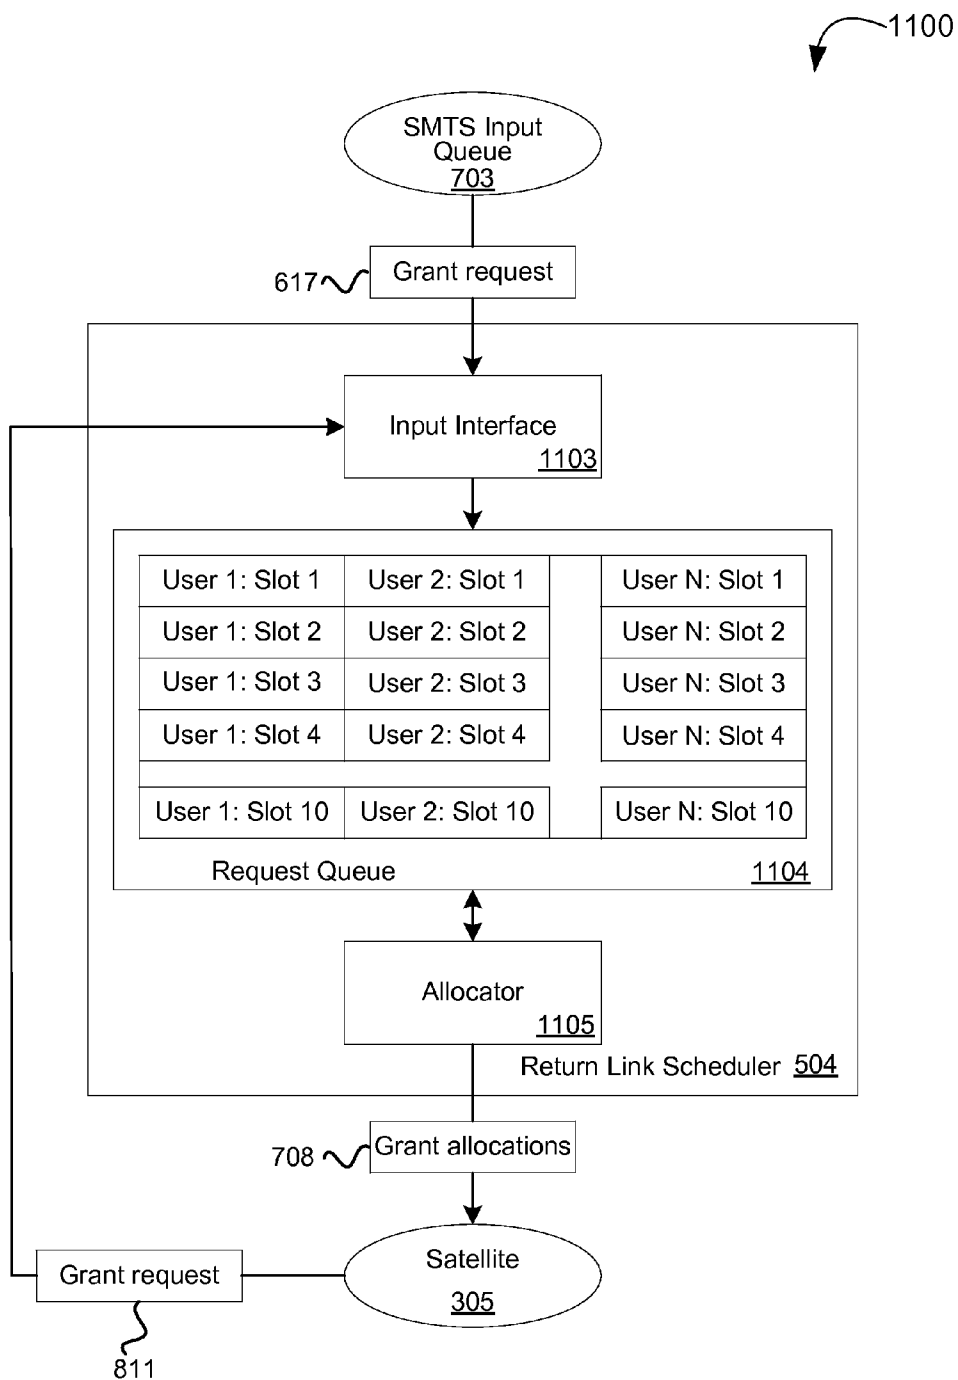 1100
SMTS Input
Queue
703
Grant request
617
Input Interface
1103
User 1: Slot 1 User 2: Slot 1 User N: Slot 1
User 1: Slot 2 User 2: Slot 2 User N: Slot 2
User 1: Slot 3 User 2: Slot 3 User N: Slot 3
User 1: Slot 4 User 2: Slot 4 User N: Slot 4
User 1: Slot 10 User 2: Slot 10 User N: Slot 10
Request Queue 1104
Allocator
1105
Return Link Scheduler 504
Grant allocations
708
Satellite
305
Grant request
811